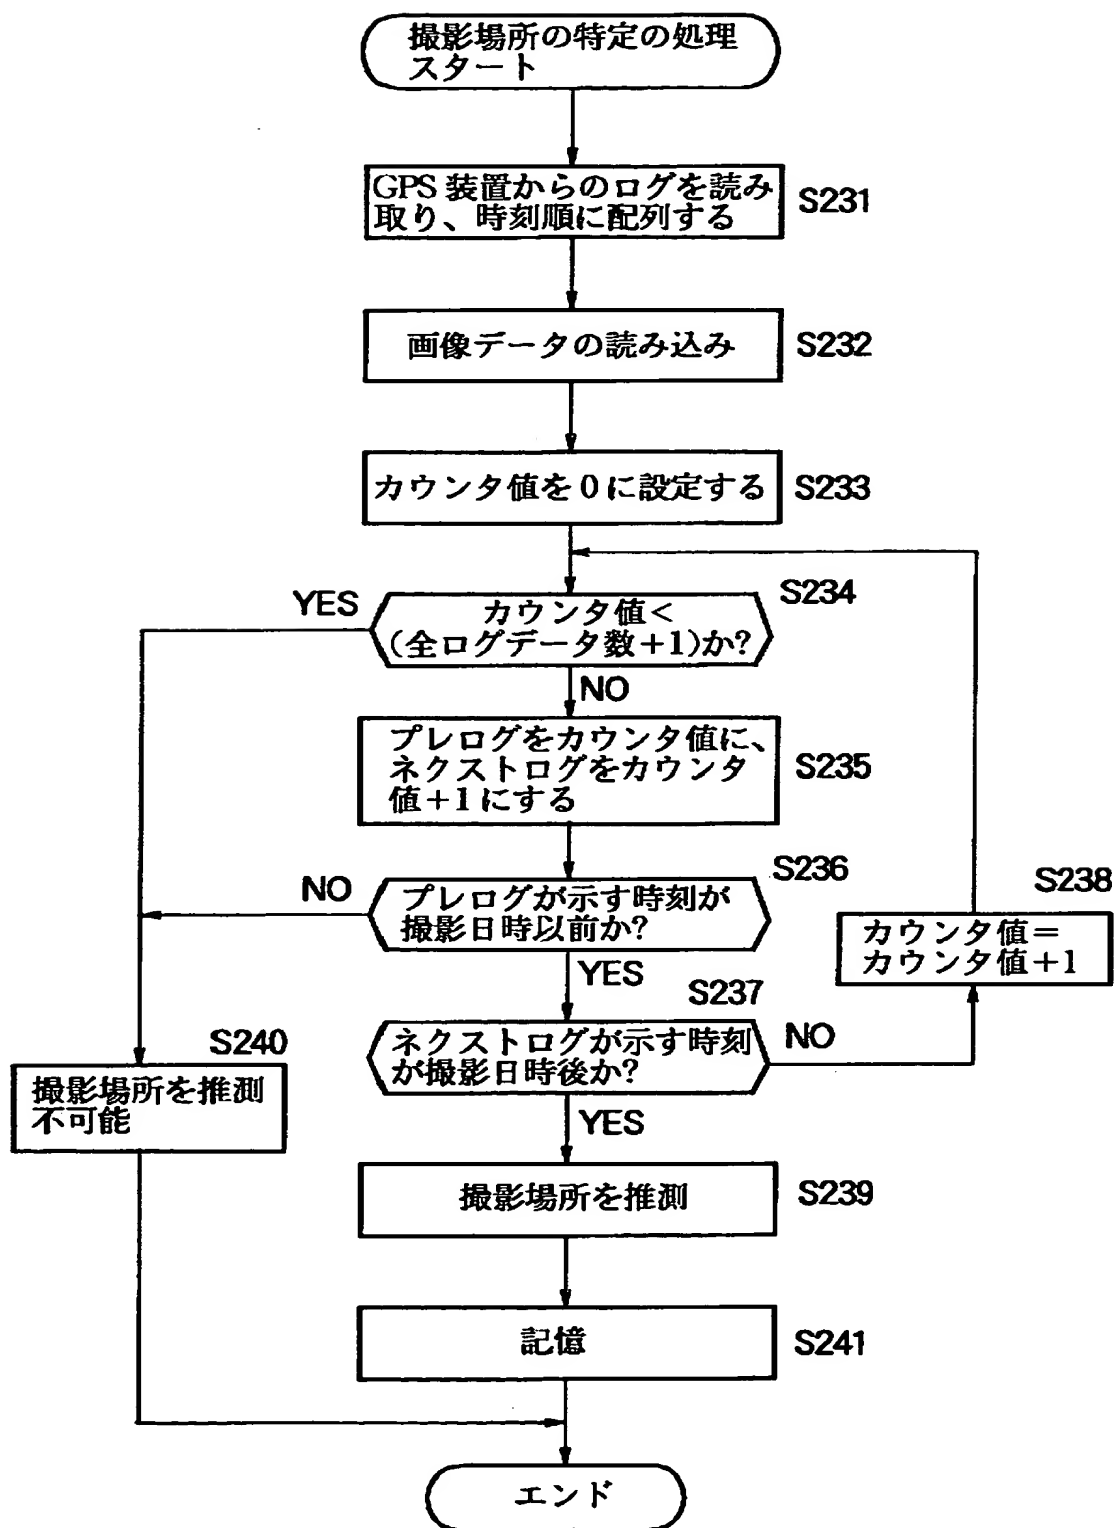 撮影場所の特定の処理
スタート
GPS 装置からのログを読み
取り、時刻順に配列する
S231
画像データの読み込み
S232
カウンタ値を0に設定する
S233
S234
YES
カウンタ値<
(全ログデータ数+1)か?
NO
プレログをカウンタ値に、
ネクストログをカウンタ
値+1にする
S235
S236
NO
プレログが示す時刻が
撮影日時以前か?
YES
S238
カウンタ値=
カウンタ値+1
S237
ネクストログが示す時刻
が撮影日時後か?
NO
YES
S240
撮影場所を推測
不可能
撮影場所を推測
S239
記憶
S241
エンド